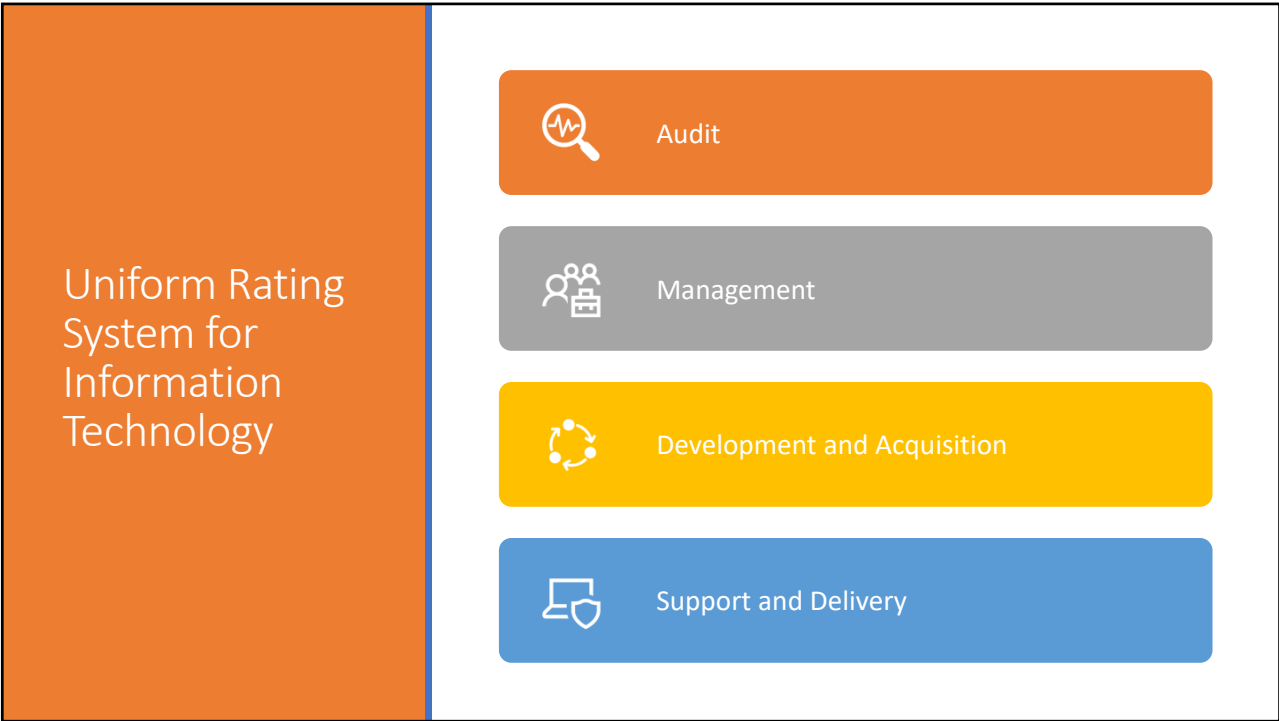 Uniform Rating
System for
Information
Technology
Audit
Management
Development and Acquisition
Support and Delivery